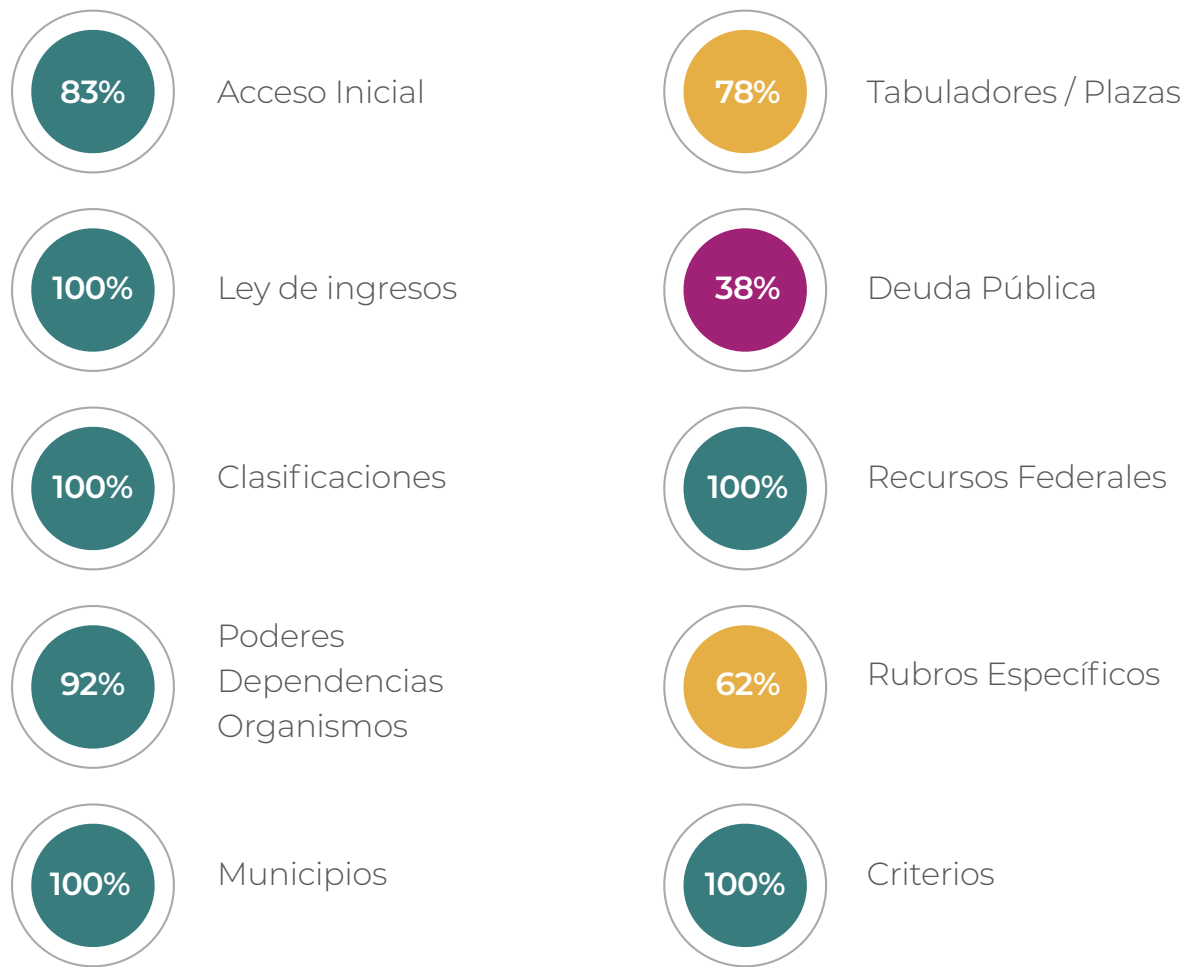 83%
Acceso Inicial
100%
Ley de ingresos
100%
Clasificaciones
92%
Poderes
Dependencias
Organismos
100%
Municipios
78%
Tabuladores / Plazas
38%
Deuda Pública
100%
Recursos Federales
62%
Rubros Específicos
100%
Criterios